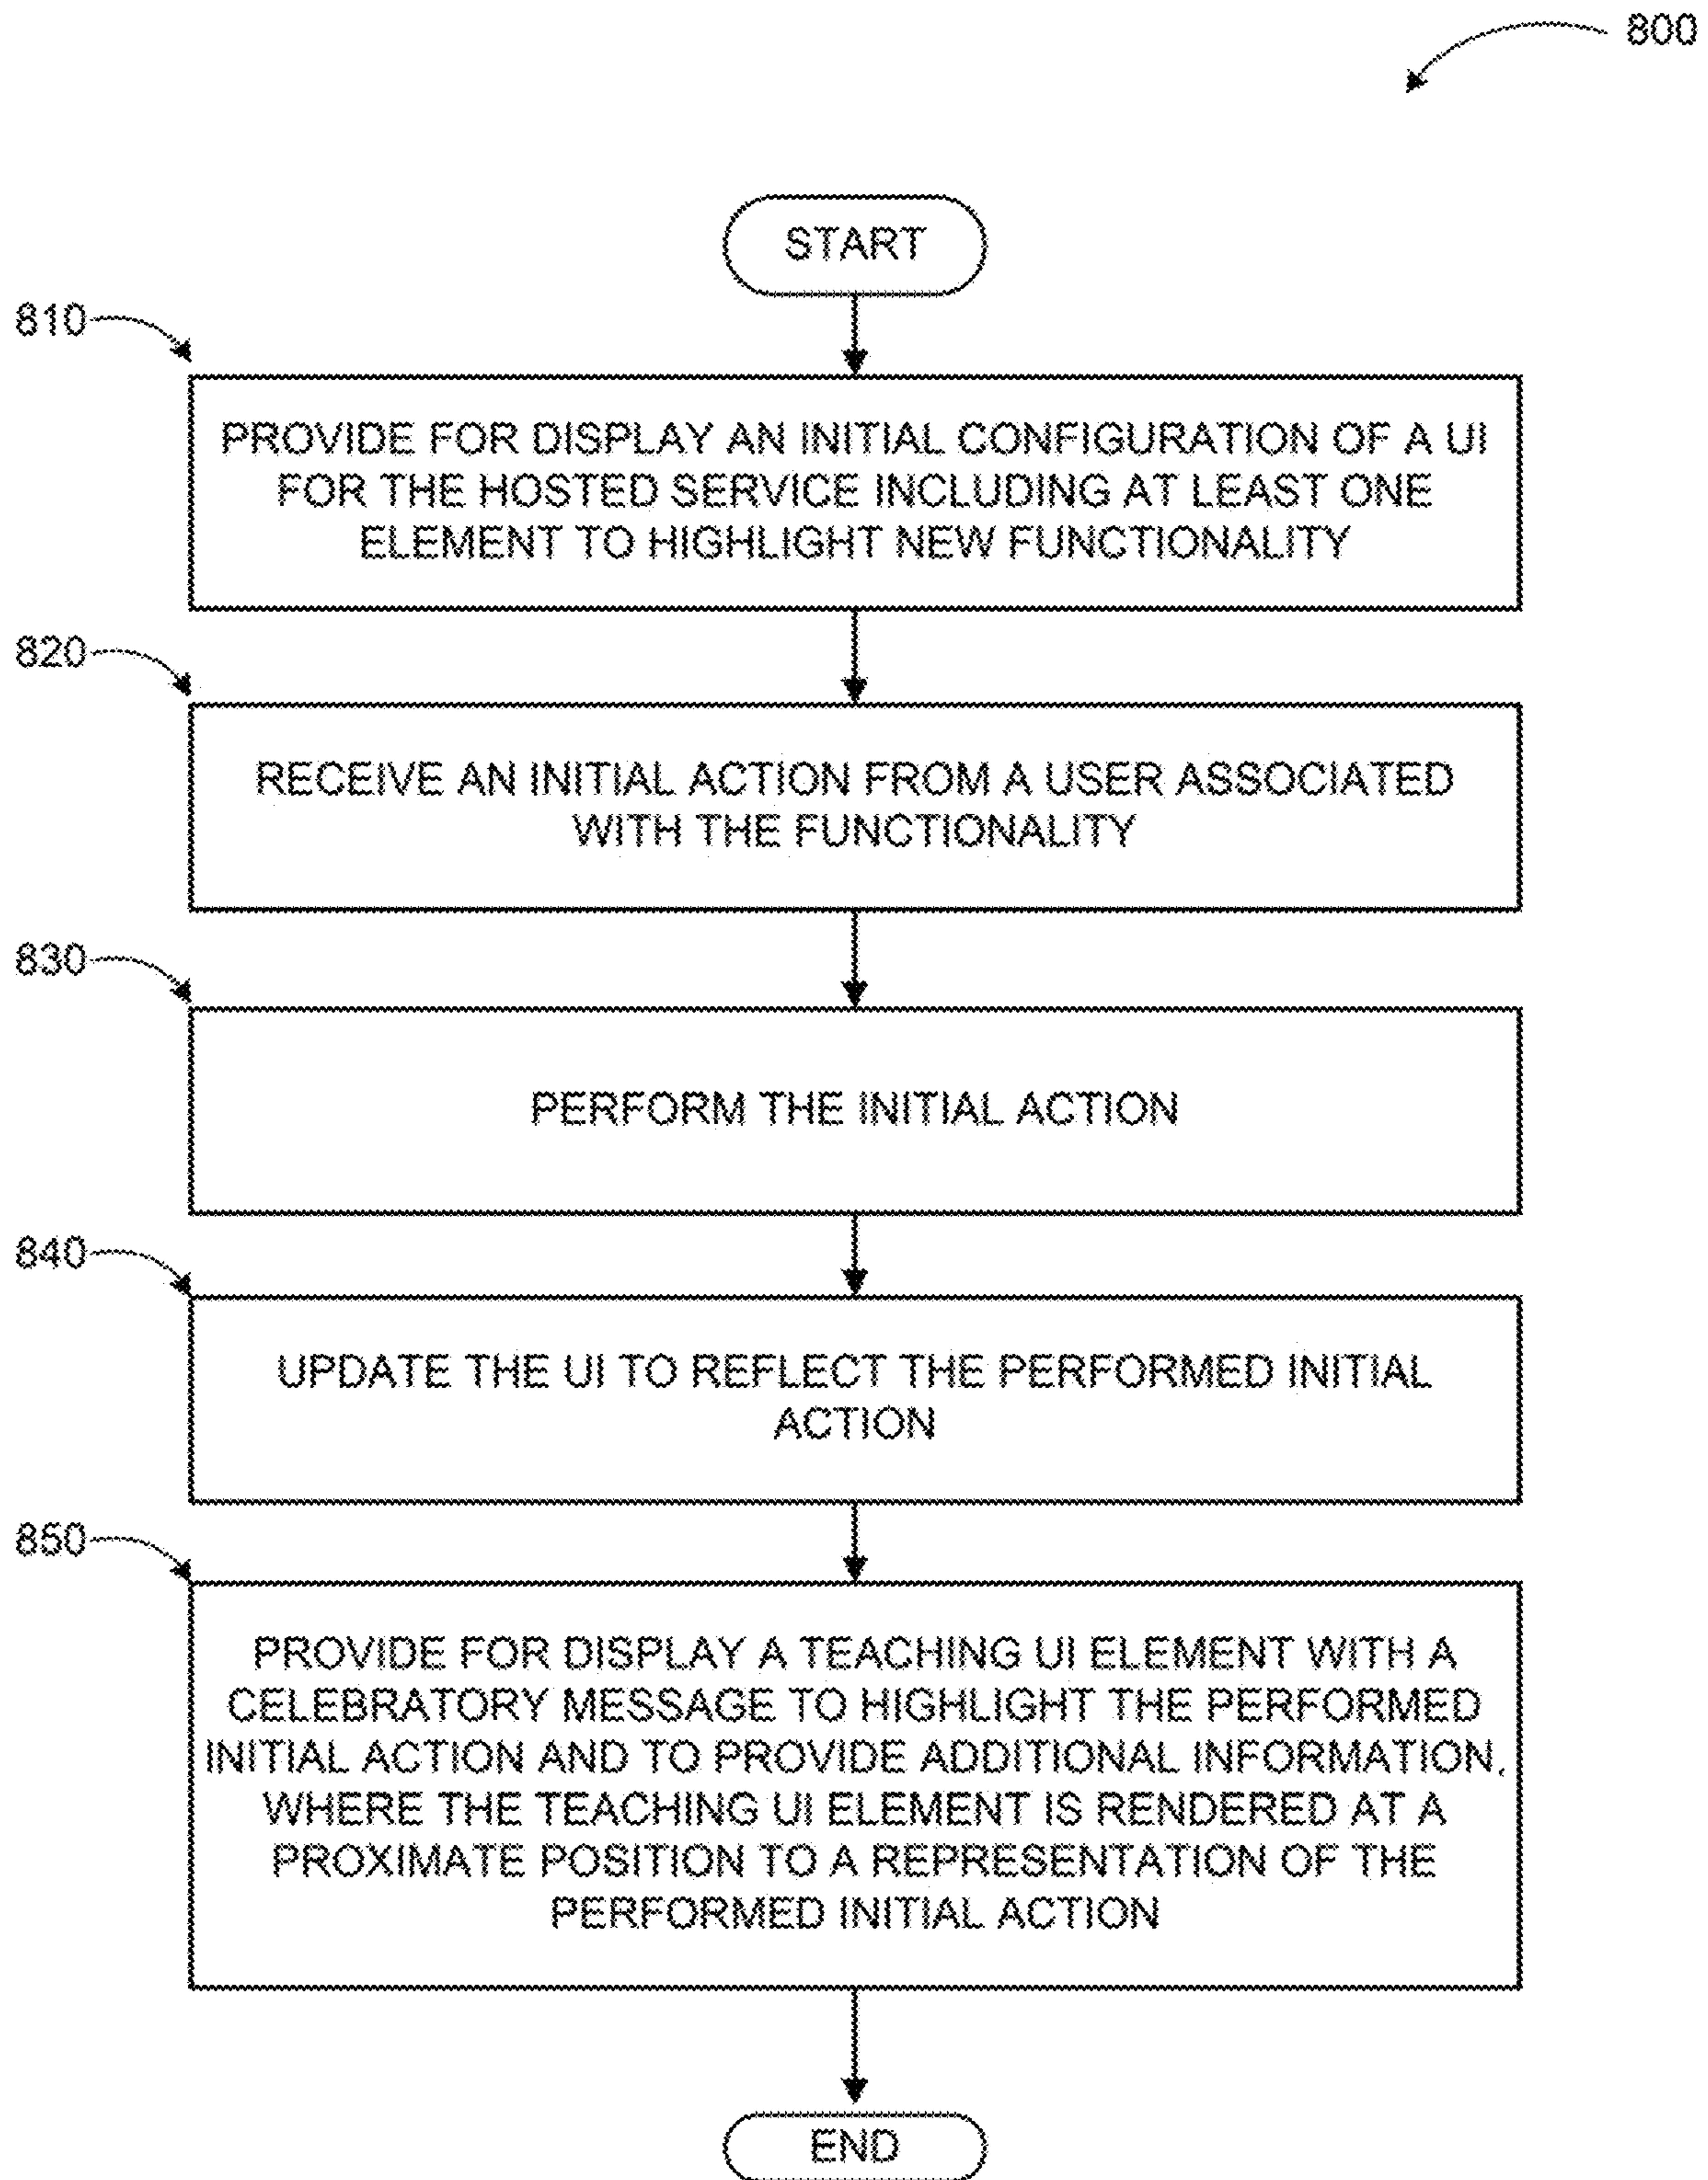 800
START
810
PROVIDE FOR DISPLAY AN INITIAL CONFIGURATION OF A UI
FOR THE HOSTED SERVICE INCLUDING AT LEAST ONE
ELEMENT TO HIGHLIGHT NEW FUNCTIONALITY
820
RECEIVE AN INITIAL ACTION FROM A USER ASSOCIATED
WITH THE FUNCTIONALITY
830
PERFORM THE INITIAL ACTION
840
UPDATE THE UI TO REFLECT THE PERFORMED INITIAL
ACTION
850
PROVIDE FOR DISPLAY A TEACHING UI ELEMENT WITH A
CELEBRATORY MESSAGE TO HIGHLIGHT THE PERFORMED
INITIAL ACTION AND TO PROVIDE ADDITIONAL INFORMATION,
WHERE THE TEACHING UI ELEMENT IS RENDERED AT A
PROXIMATE POSITION TO A REPRESENTATION OF THE
PERFORMED INITIAL ACTION
END